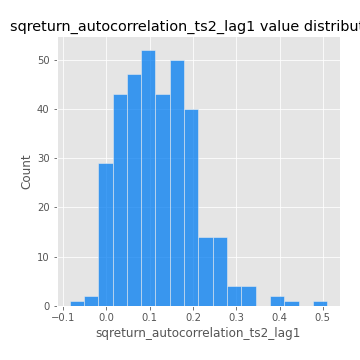 sqreturn_autocorrelation_ts2_lag1 value distribut
50
40
30
20
10
0
Count
−0.1 0.0 0.1 0.2 0.3 0.4 0.5
sqreturn_autocorrelation_ts2_lag1